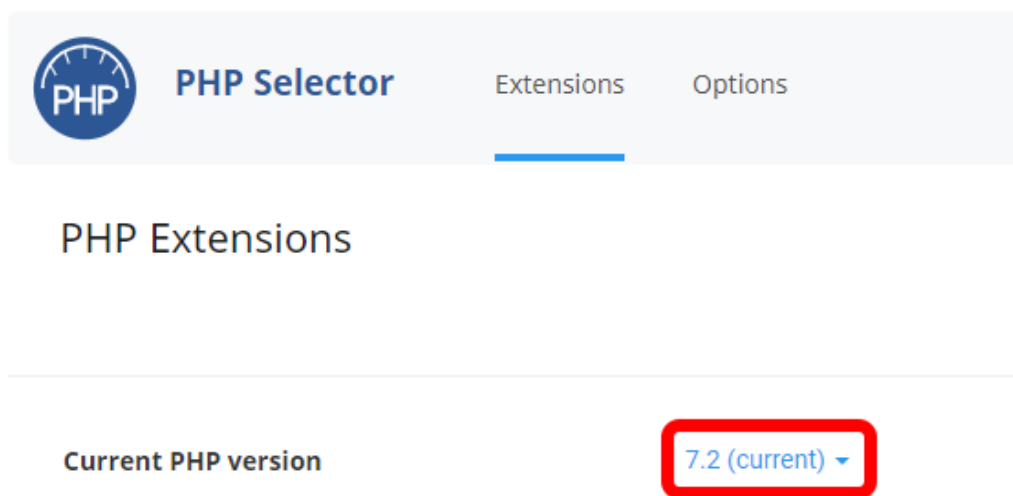 PHP
PHP Selector
Extensions
Options
PHP Extensions
Current PHP version
7.2 (current)